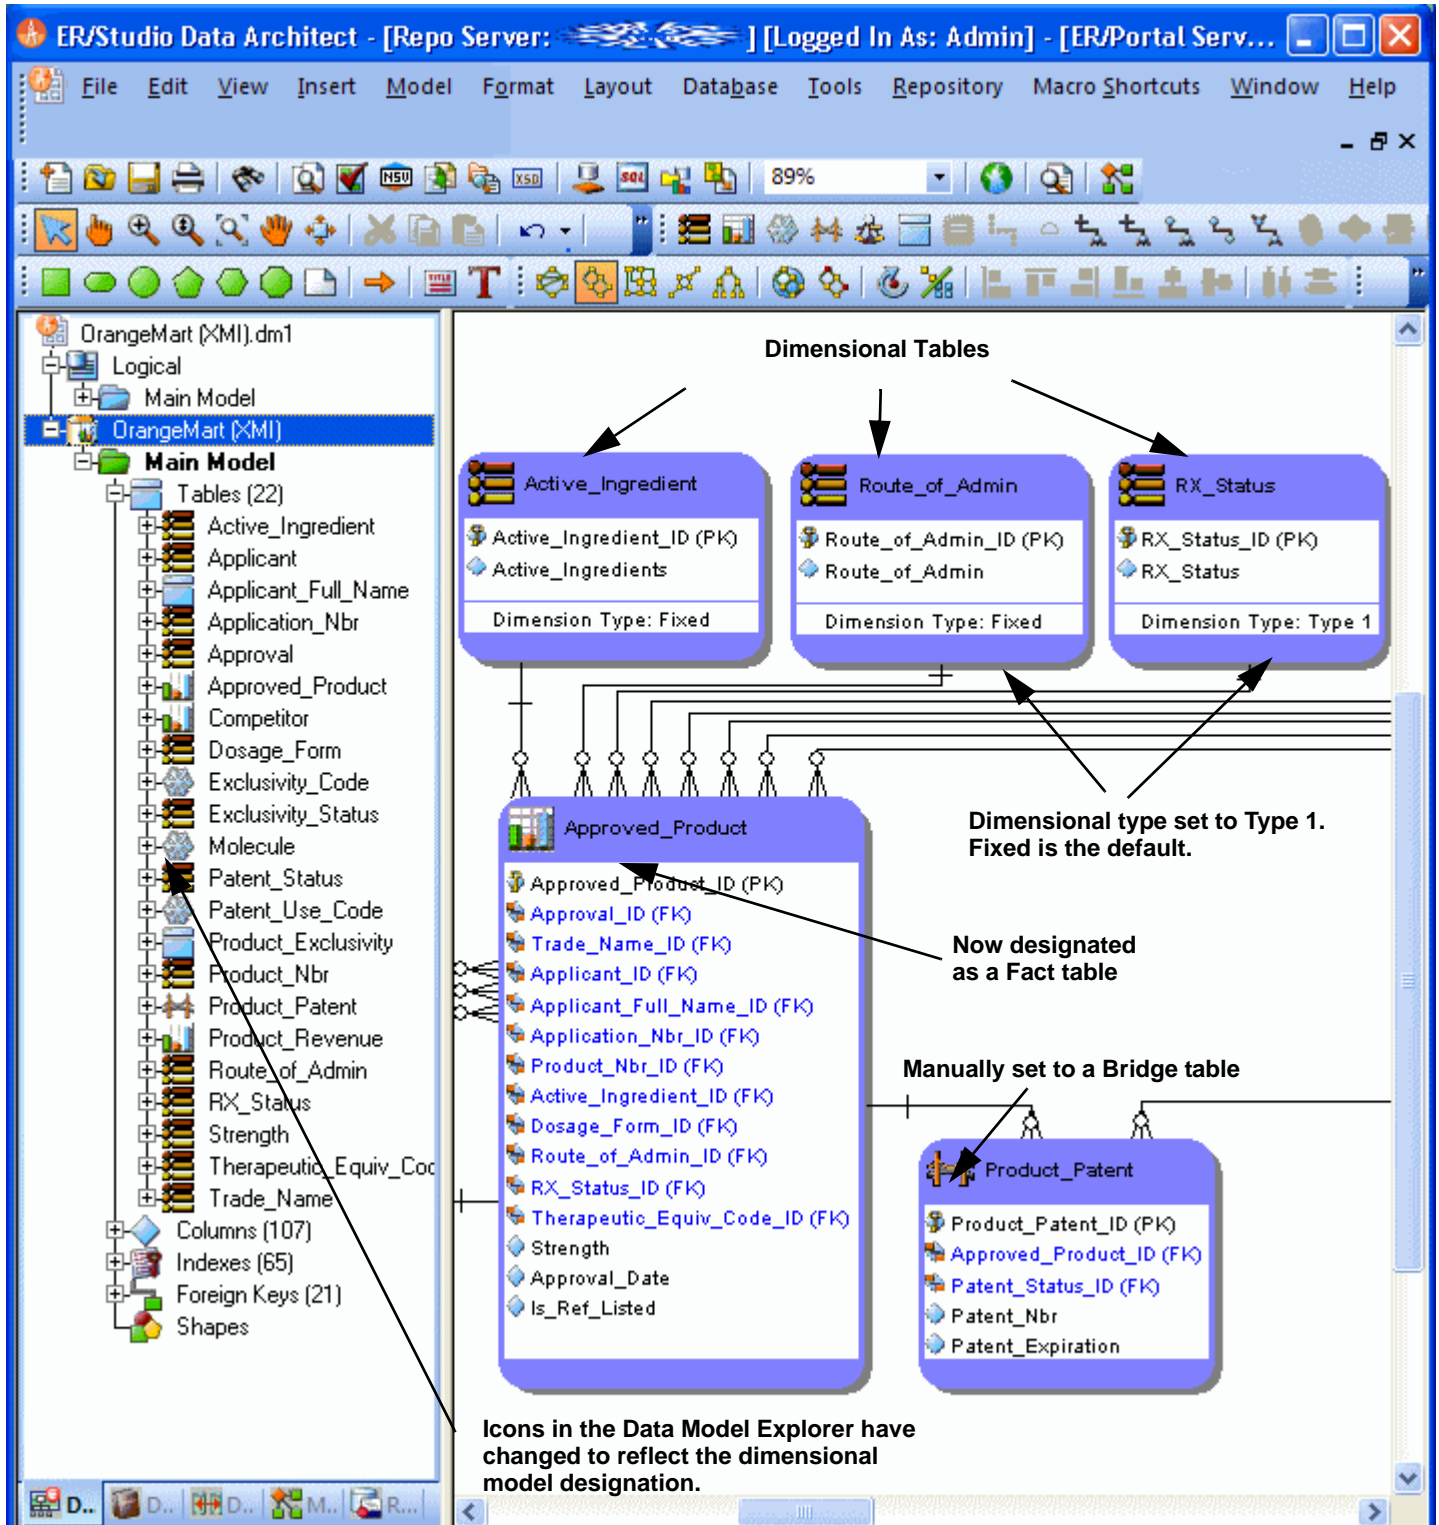 ER/Studio Data Architect - [Repo Server: ] [Logged In As: Admin] - [ER/Portal Serv...
File Edit View Insert Model Format Layout Database Tools Repository Macro Shortcuts Window Help
NSU XSD SQL 89%
TITLE T
OrangeMart (XMI).dm1
Logical
Main Model
OrangeMart (XMI)
Main Model
Tables (22)
Active_Ingredient
Applicant
Applicant_Full_Name
Application_Nbr
Approval
Approved_Product
Competitor
Dosage_Form
Exclusivity_Code
Exclusivity_Status
Molecule
Patent_Status
Patent_Use_Code
Product_Exclusivity
Product_Nbr
Product_Patent
Product_Revenue
Route_of_Admin
RX_Status
Strength
Therapeutic_Equiv_Coc
Trade_Name
Columns (107)
Indexes (65)
Foreign Keys (21)
Shapes
D.. D.. D.. M.. R...
Dimensional Tables
Active_Ingredient
Active_Ingredient_ID (PK)
Active_Ingredients
Dimension Type: Fixed
Route_of_Admin
Route_of_Admin_ID (PK)
Route_of_Admin
Dimension Type: Fixed
RX_Status
RX_Status_ID (PK)
RX_Status
Dimension Type: Type 1
Dimensional type set to Type 1.
Fixed is the default.
Approved_Product
Approved_Product_ID (PK)
Approval_ID (FK)
Trade_Name_ID (FK)
Applicant_ID (FK)
Applicant_Full_Name_ID (FK)
Application_Nbr_ID (FK)
Product_Nbr_ID (FK)
Active_Ingredient_ID (FK)
Dosage_Form_ID (FK)
Route_of_Admin_ID (FK)
RX_Status_ID (FK)
Therapeutic_Equiv_Code_ID (FK)
Strength
Approval_Date
Is_Ref_Listed
Now designated
as a Fact table
Manually set to a Bridge table
Product_Patent
Product_Patent_ID (PK)
Approved_Product_ID (FK)
Patent_Status_ID (FK)
Patent_Nbr
Patent_Expiration
Icons in the Data Model Explorer have
changed to reflect the dimensional
model designation.